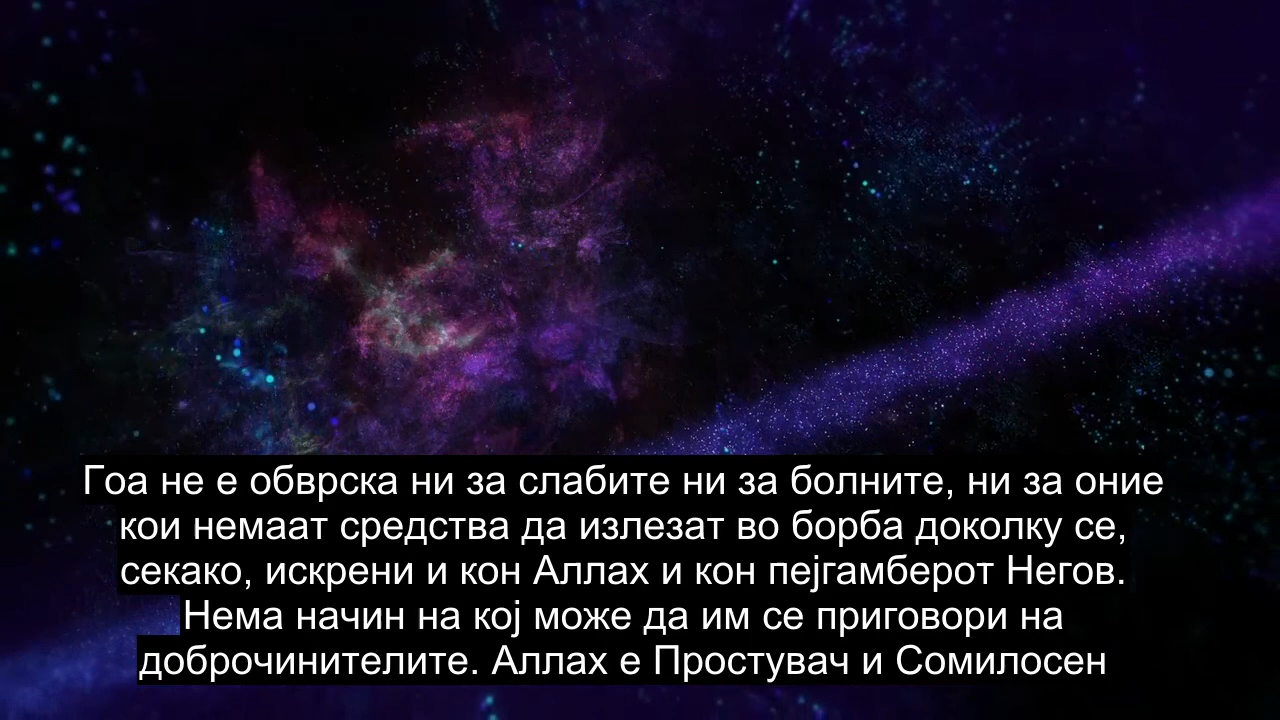 Гоа не е обврска ни за слабите ни за болните, ни за оние
кои немаат средства да излезат во борба доколку се,
секако, искрени и кон Аллах и кон пејгамберот Негов.
Нема начин на кој може да им се приговори на
доброчинителите. Аллах е Простувач и Сомилосен